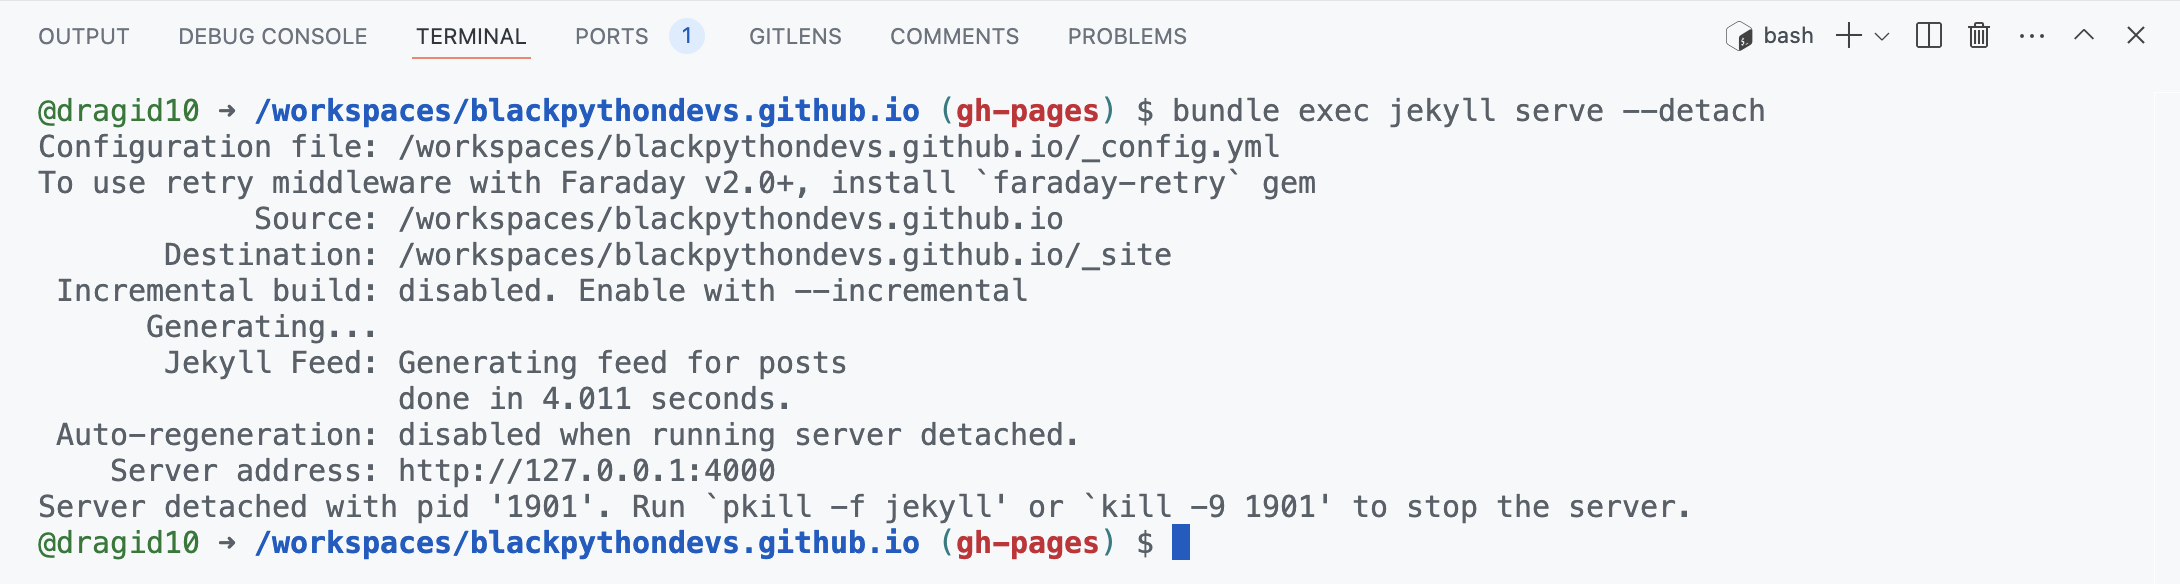 OUTPUT DEBUG CONSOLE TERMINAL PORTS 1 GITLENS COMMENTS PROBLEMS bash
@dragid10 → /workspaces/blackpythondevs.github.io (gh-pages) $ bundle exec jekyll serve --detach
Configuration file: /workspaces/blackpythondevs.github.io/_config.yml
To use retry middleware with Faraday v2.0+, install `faraday-retry` gem
Source: /workspaces/blackpythondevs.github.io
Destination: /workspaces/blackpythondevs.github.io/_site
Incremental build: disabled. Enable with --incremental
Generating...
Jekyll Feed: Generating feed for posts
done in 4.011 seconds.
Auto-regeneration: disabled when running server detached.
Server address: http://127.0.0.1:4000
Server detached with pid '1901'. Run `pkill -f jekyll' or `kill -9 1901' to stop the server.
@dragid10 → /workspaces/blackpythondevs.github.io (gh-pages) $